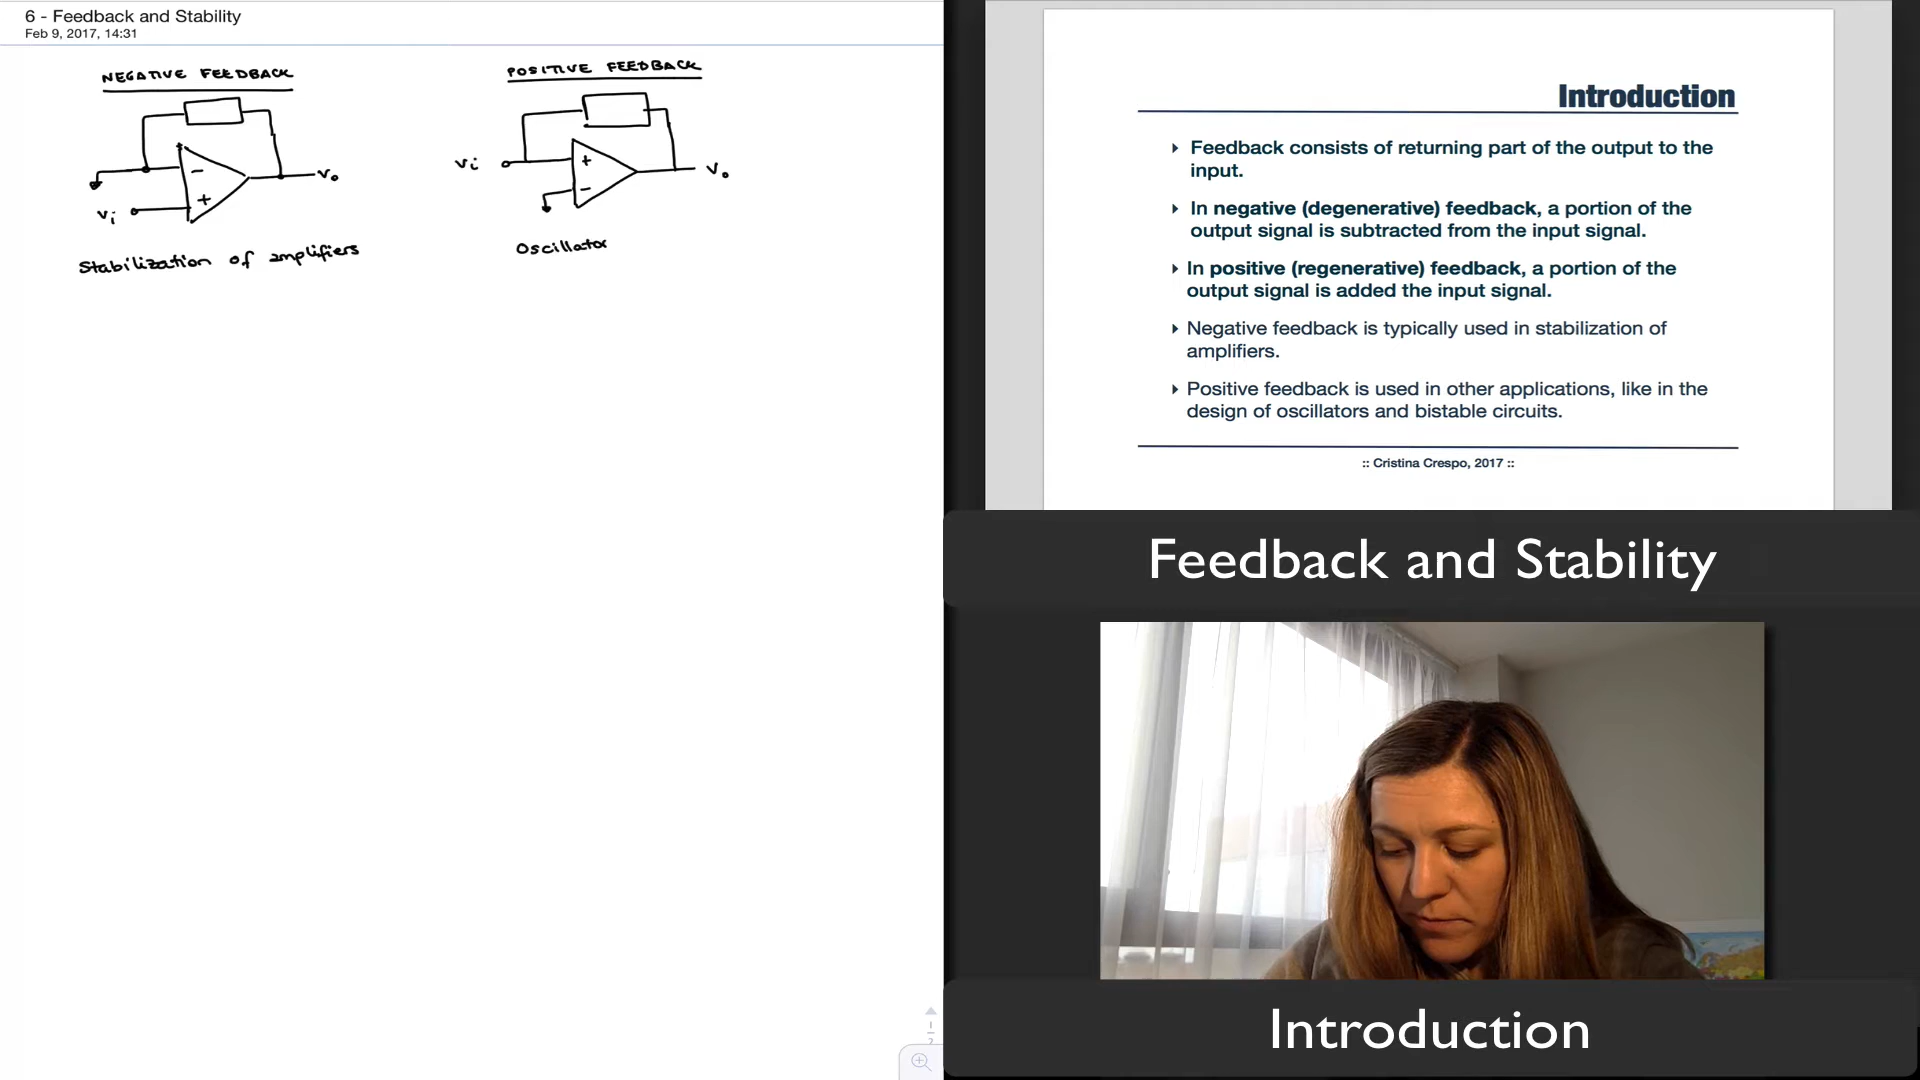 6 - Feedback and Stability
Feb 9, 2017, 14:31
NEGATIVE FEEDBACK
-
+
vi
vo
Stabilization of amplifiers
POSITIVE FEEDBACK
vi
+
-
vo
Oscillator
Introduction
Feedback consists of returning part of the output to the
input.
In negative (degenerative) feedback, a portion of the
output signal is subtracted from the input signal.
In positive (regenerative) feedback, a portion of the
output signal is added the input signal.
Negative feedback is typically used in stabilization of
amplifiers.
Positive feedback is used in other applications, like in the
design of oscillators and bistable circuits.
:: Cristina Crespo, 2017 ::
Feedback and Stability
Introduction
1
2